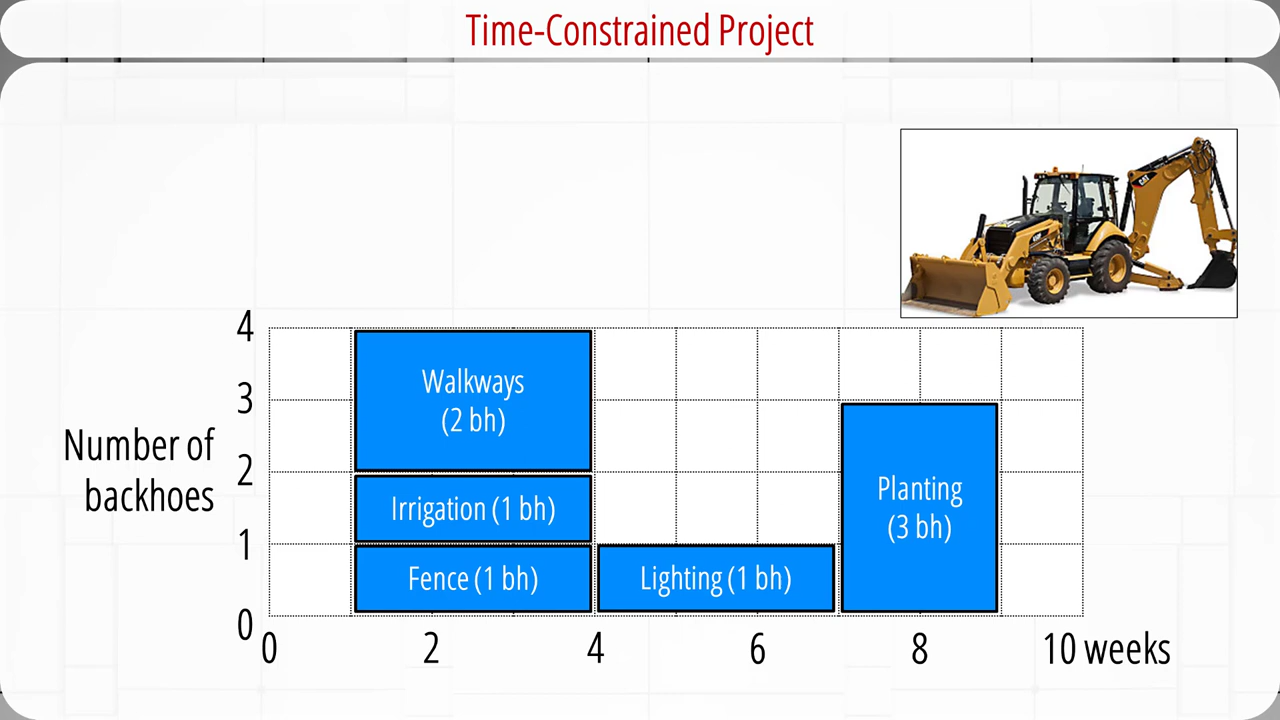 Time-Constrained Project
CAT
4
3
2
1
0
Number of
backhoes
Walkways
(2 bh)
Irrigation (1 bh)
Fence (1 bh)
Lighting (1 bh)
Planting
(3 bh)
0 2 4 6 8 10 weeks